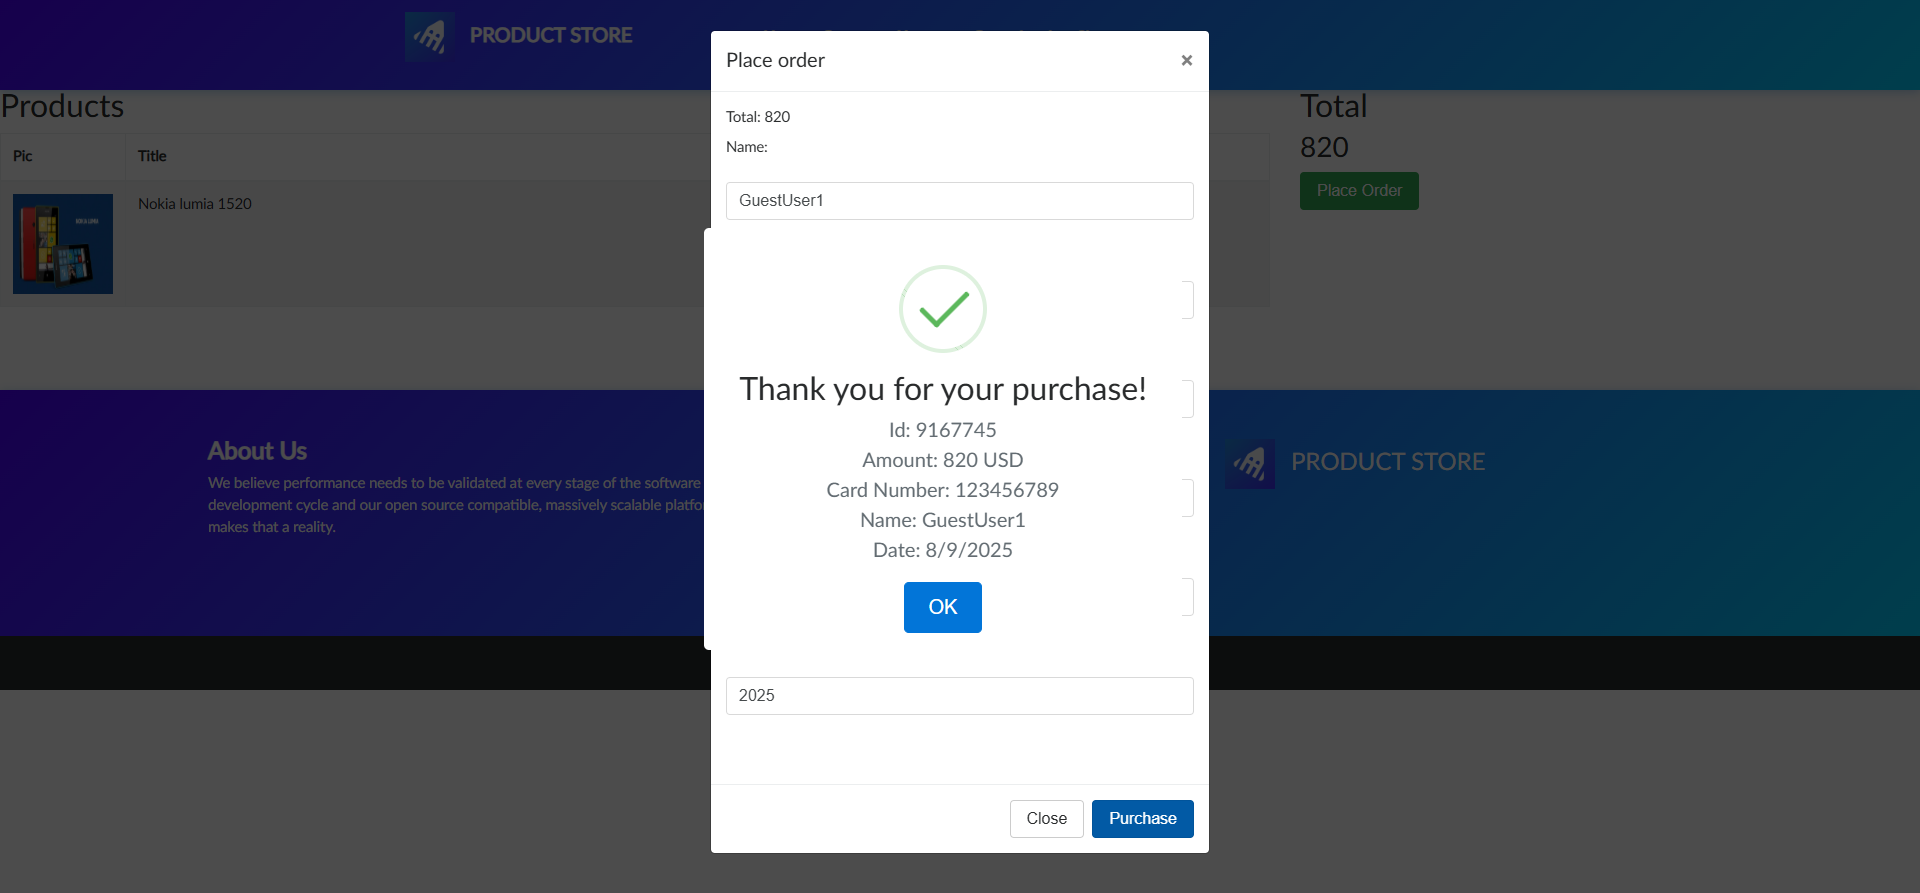 PRODUCT STORE
Place order
×
Products
Total
Total: 820
Name:
820
Pic
Title
Place Order
GuestUser1
Nokia lumia 1520
NOKIA LUMIA
Thank you for your purchase!
Id: 9167745
Amount: 820 USD
Card Number: 123456789
Name: GuestUser1
Date: 8/9/2025
OK
About Us
We believe performance needs to be validated at every stage of the software
development cycle and our open source compatible, massively scalable
makes that a reality.
PRODUCT STORE
2025
Close
Purchase